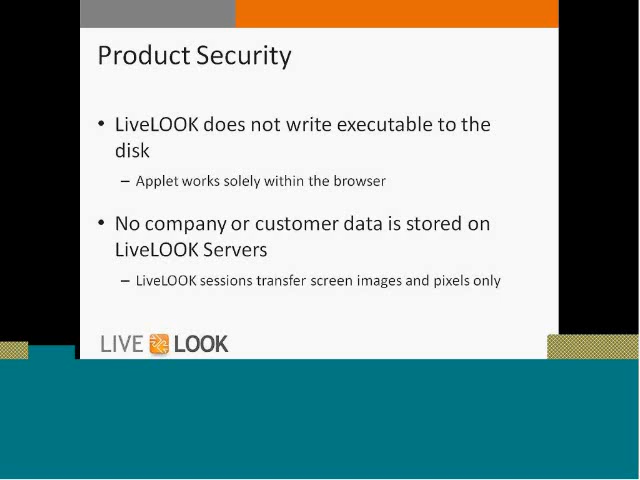 Product Security
• LiveLOOK does not write executable to the
disk
– Applet works solely within the browser
• No company or customer data is stored on
LiveLOOK Servers
– LiveLOOK sessions transfer screen images and pixels only
LIVE LOOK